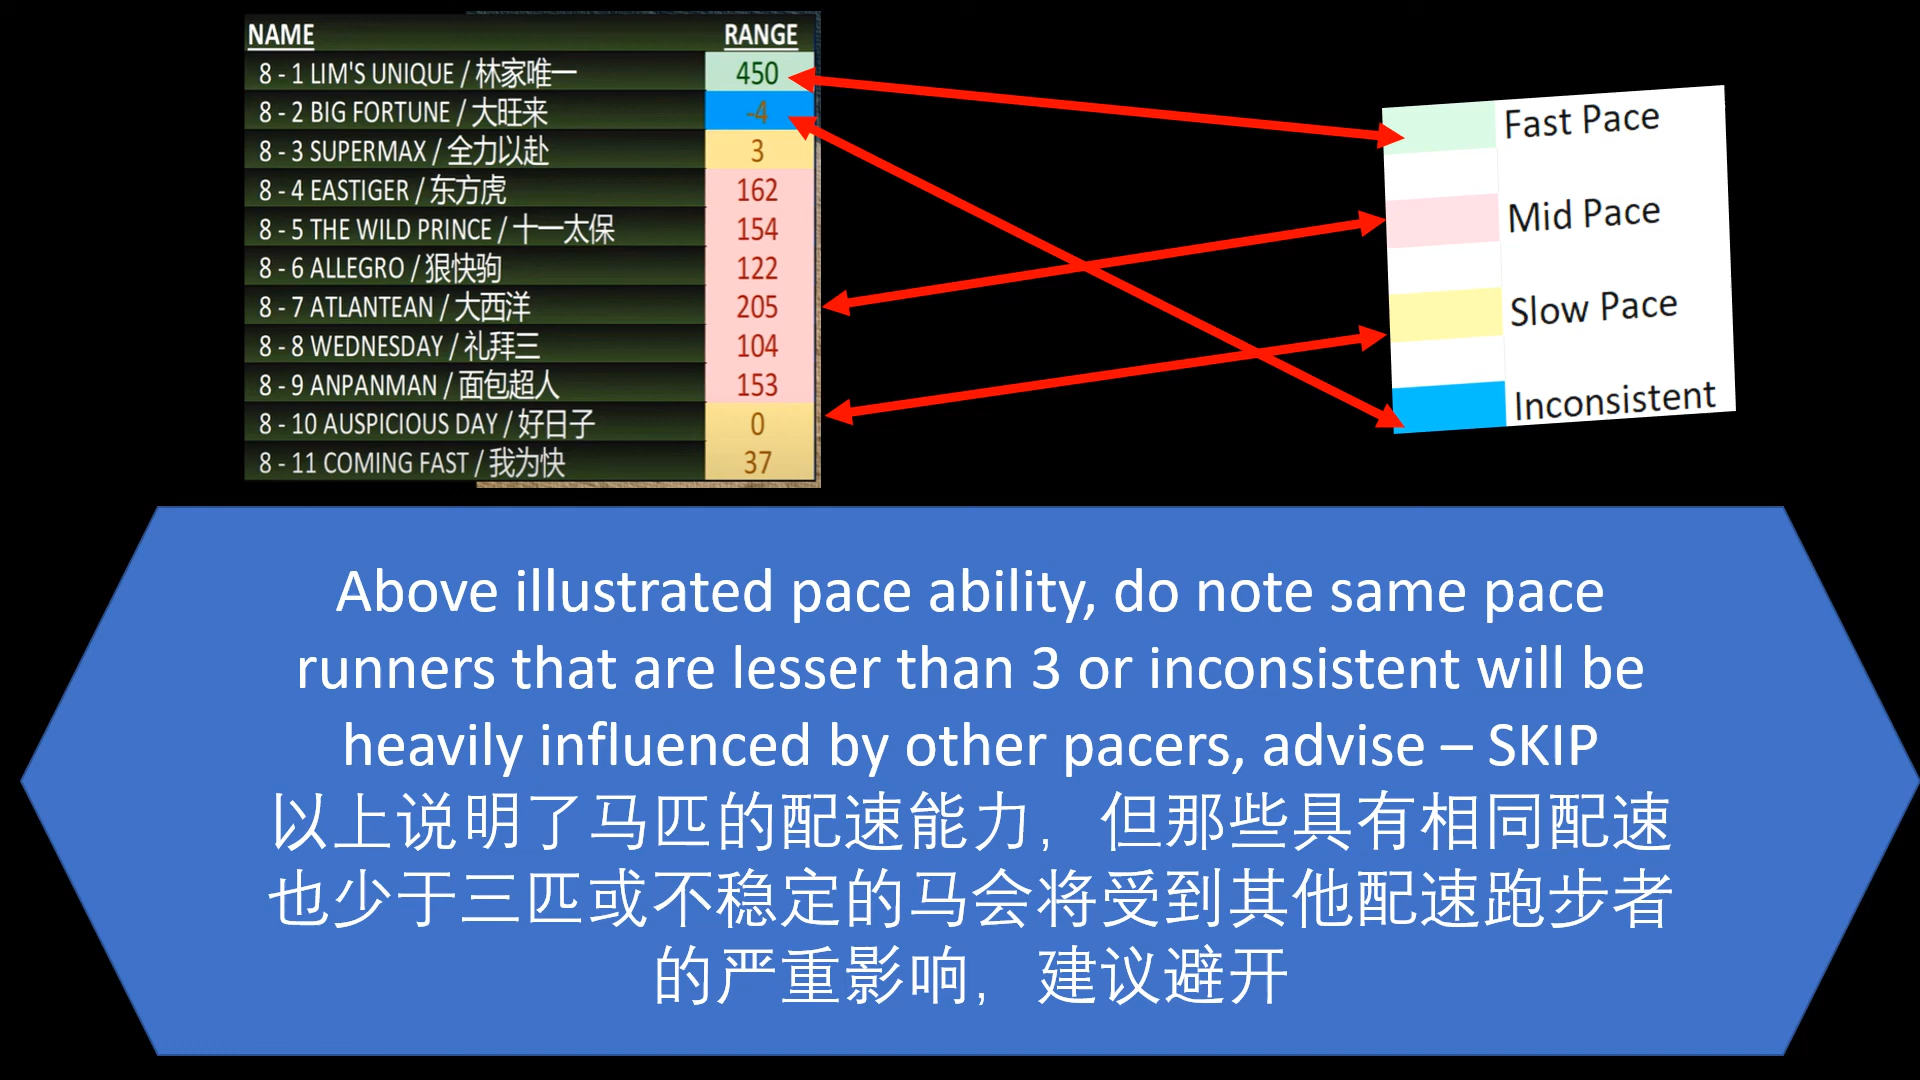 NAME RANGE
8 - 1 LIM'S UNIQUE / 林家唯一 450
8 - 2 BIG FORTUNE / 大旺来 -4
8 - 3 SUPERMAX / 全力以赴 3
8 - 4 EASTIGER / 东方虎 162
8 - 5 THE WILD PRINCE / 十一太保 154
8 - 6 ALLEGRO / 狠快驹 122
8 - 7 ATLANTEAN / 大西洋 205
8 - 8 WEDNESDAY / 礼拜三 104
8 - 9 ANPANMAN / 面包超人 153
8 - 10 AUSPICIOUS DAY / 好日子 0
8 - 11 COMING FAST / 我为快 37
Fast Pace
Mid Pace
Slow Pace
Inconsistent
Above illustrated pace ability, do note same pace
runners that are lesser than 3 or inconsistent will be
heavily influenced by other pacers, advise – SKIP
以上说明了马匹的配速能力，但那些具有相同配速
也少于三匹或不稳定的马会将受到其他配速跑步者
的严重影响，建议避开